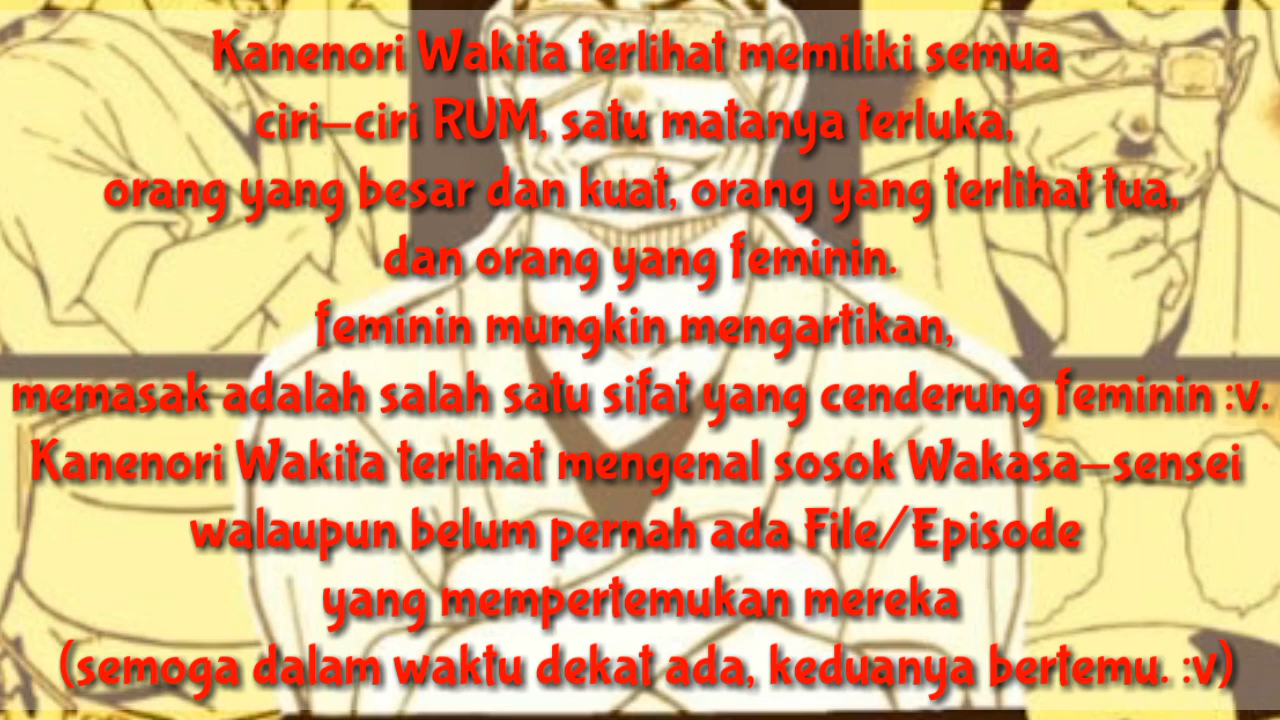 Kanenori Wakita terlihat memiliki semua
ciri-ciri RUM, satu matanya terluka,
orang yang besar dan kuat, orang yang terlihat tua,
dan orang yang feminin.
feminin mungkin mengartikan,
memasak adalah salah satu sifat yang cenderung feminin :v.
Kanenori Wakita terlihat mengenal sosok Wakasa-sensei
walaupun belum pernah ada File/Episode
yang mempertemukan mereka
(semoga dalam waktu dekat ada, keduanya bertemu. :v)